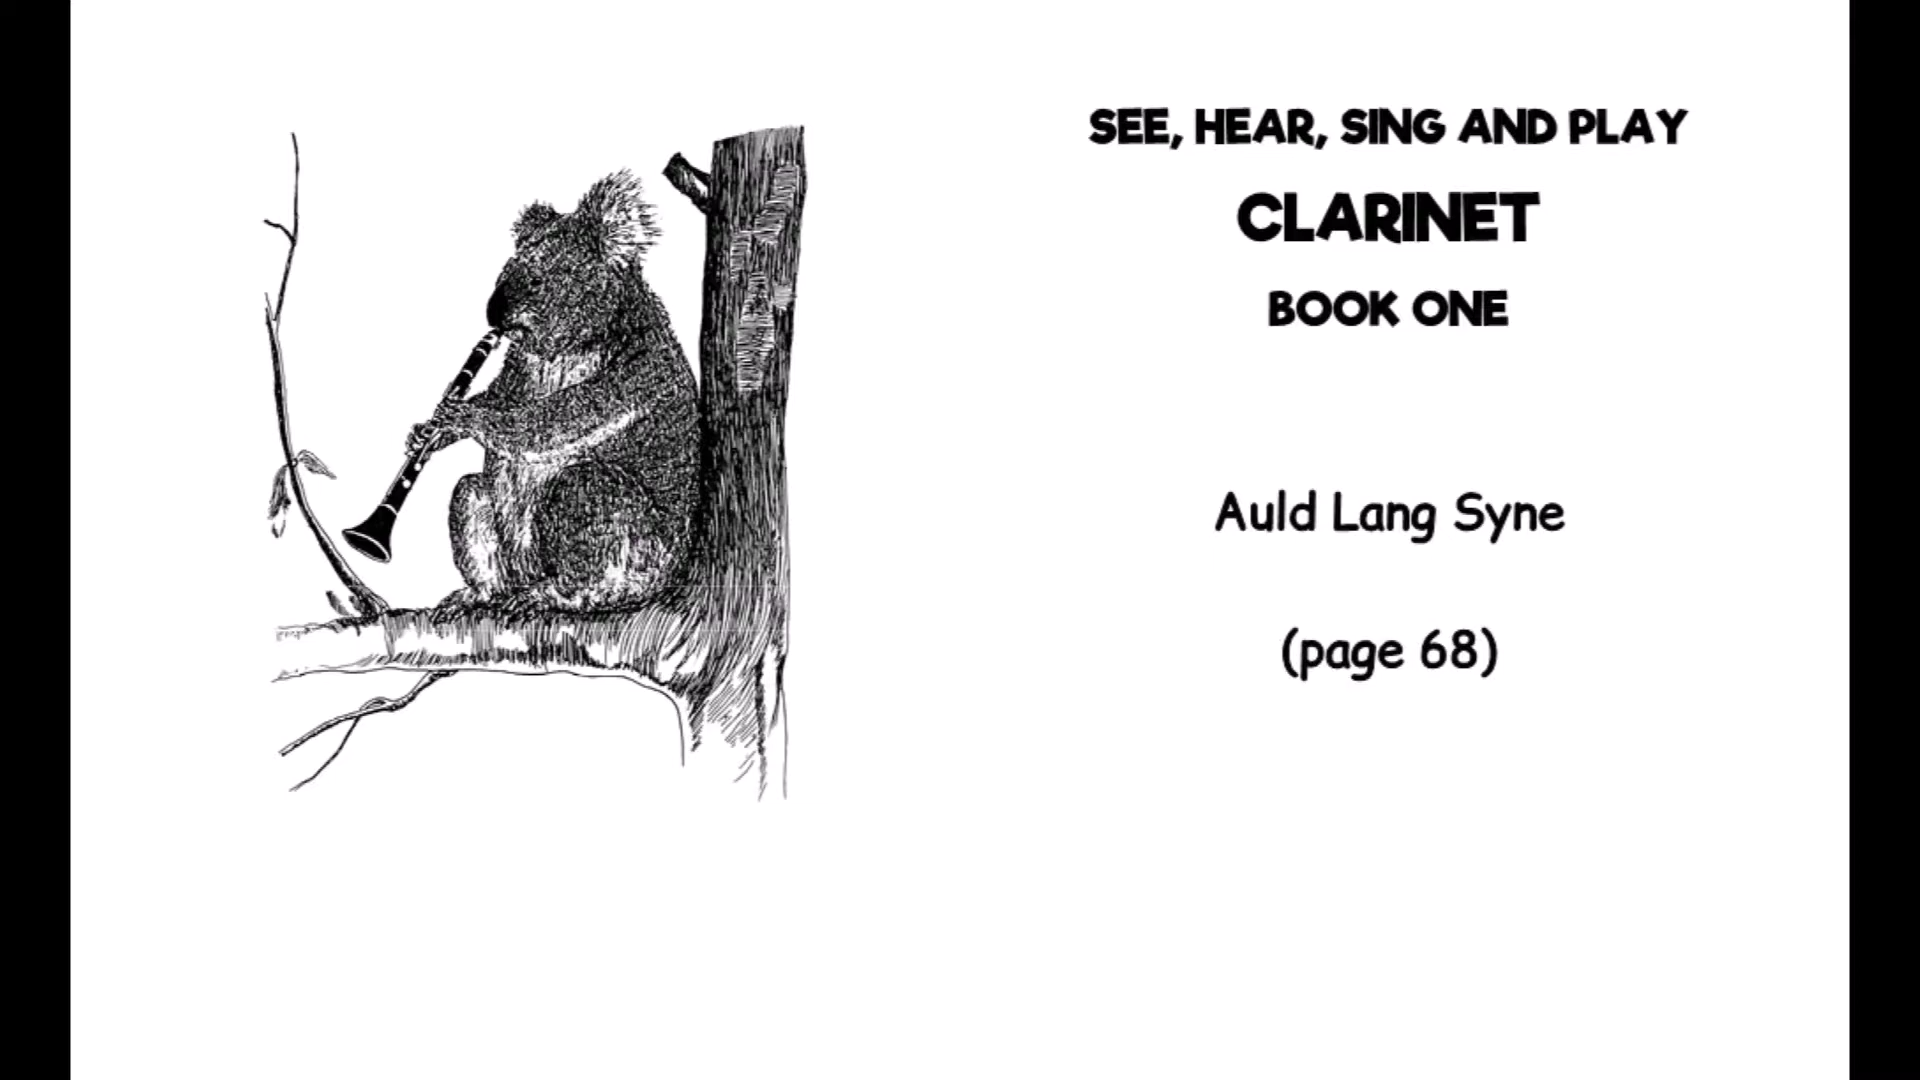 SEE, HEAR, SING AND PLAY
CLARINET
BOOK ONE
Auld Lang Syne
(page 68)